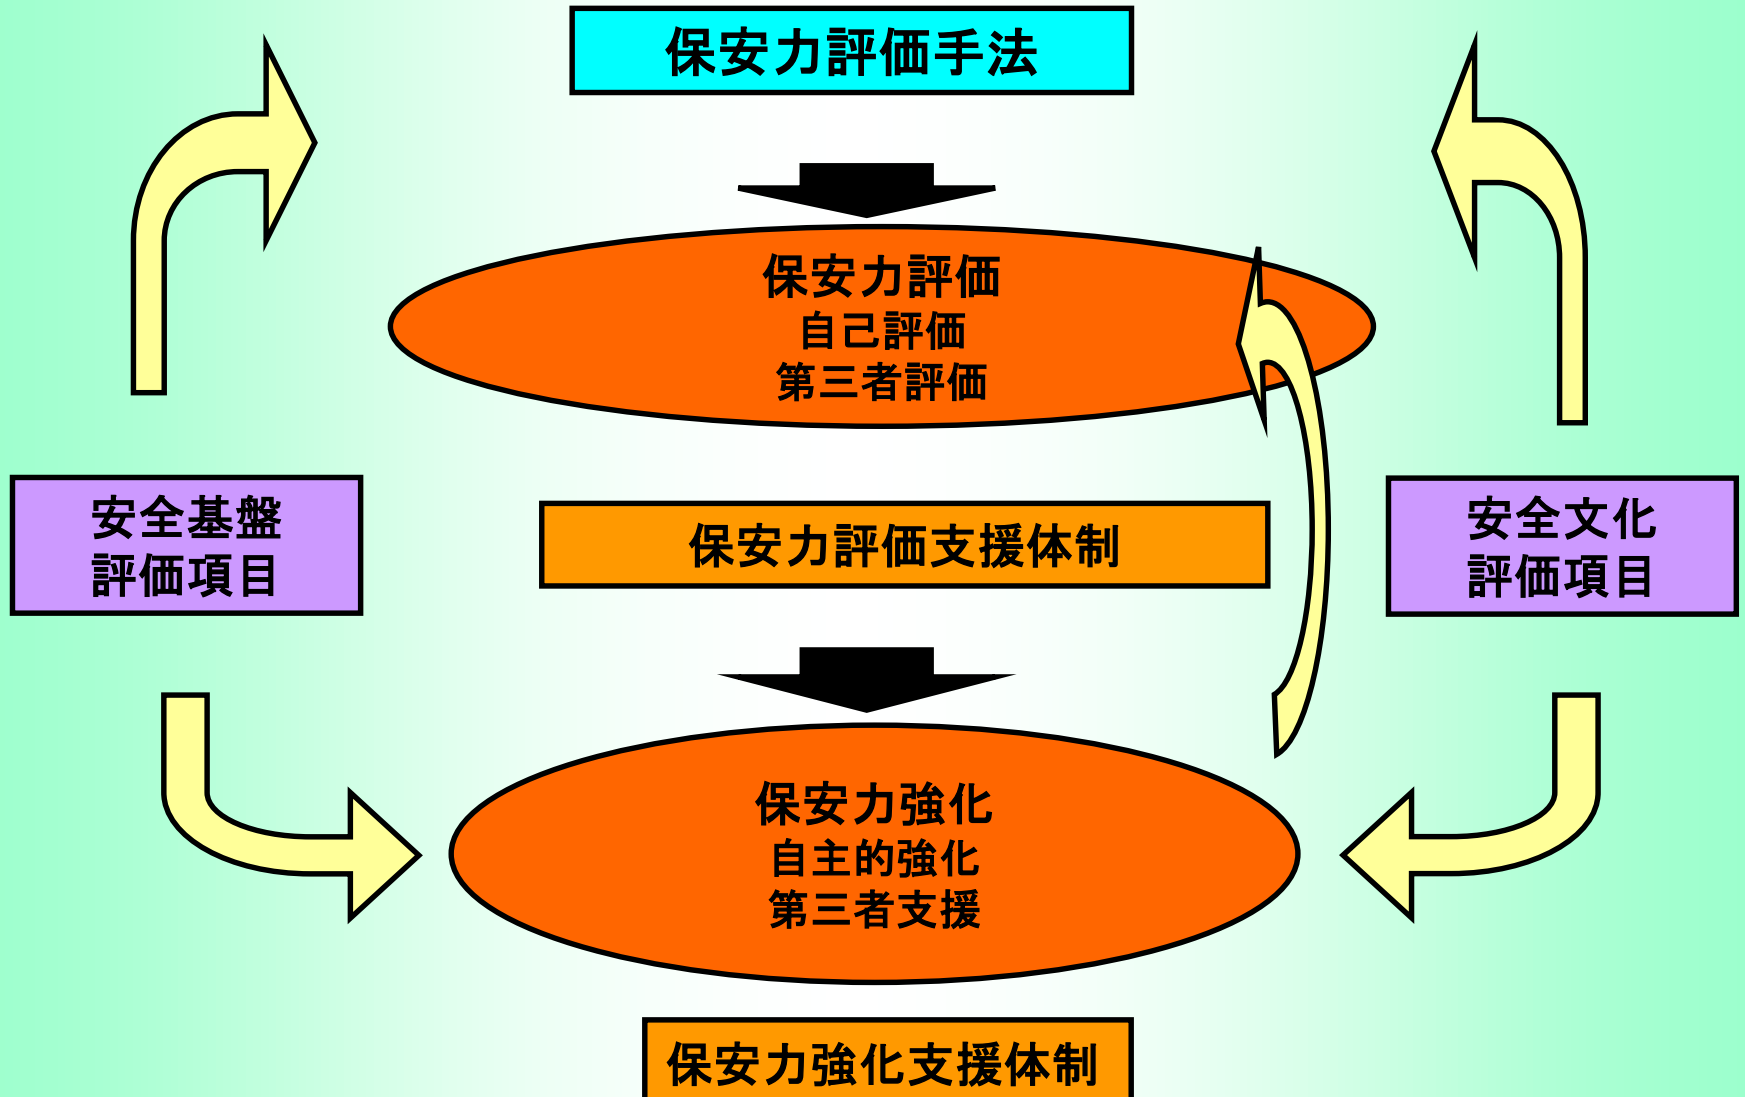 保安力評価手法
保安力評価
自己評価
第三者評価
安全基盤
評価項目
保安力評価支援体制
安全文化
評価項目
保安力強化
自主的強化
第三者支援
保安力強化支援体制